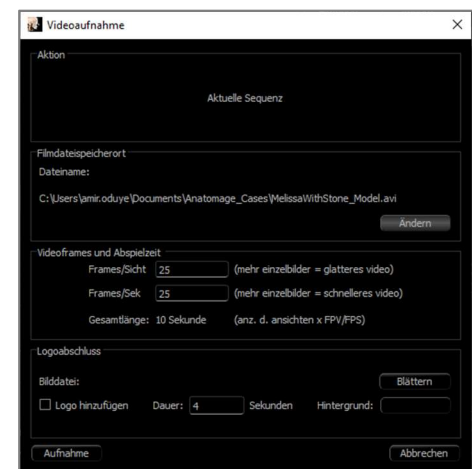 Videoaufnahme
Aktion
Aktuelle Sequenz
Filmdateispeicherort
Dateiname:
C:\Users\amir.oduye\Documents\Anatomage_Cases\MelissaWithStone_Model.avi
Ändern
Videoframes und Abspielzeit
Frames/Sicht 25 (mehr einzelbilder = glatteres video)
Frames/Sek 25 (mehr einzelbilder = schnelleres video)
Gesamtlänge: 10 Sekunde (anz. d. ansichten x FPV/FPS)
Logoabschluss
Bilddatei: Blättern
Logo hinzufügen Dauer: 4 Sekunden Hintergrund:
Aufnahme Abbrechen